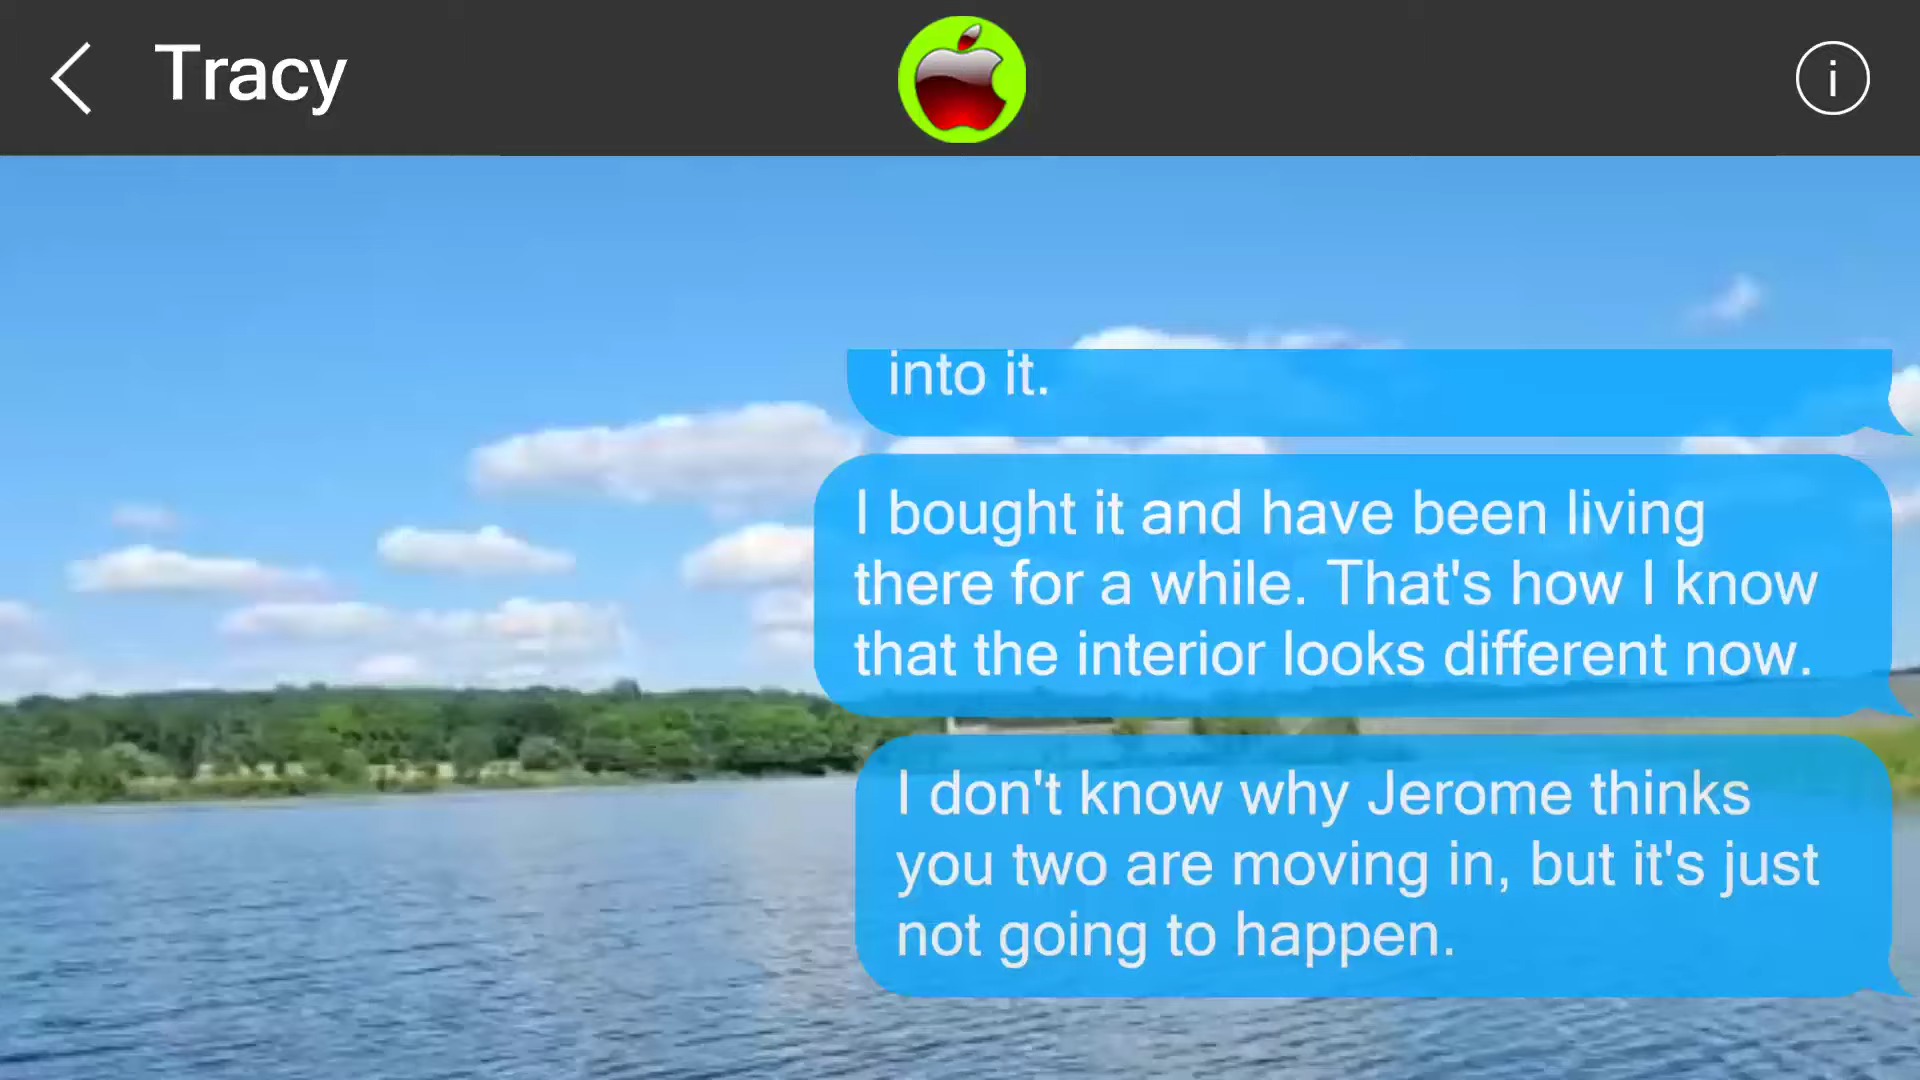 Tracy
i
into it.
I bought it and have been living
there for a while. That's how I know
that the interior looks different now.
I don't know why Jerome thinks
you two are moving in, but it's just
not going to happen.